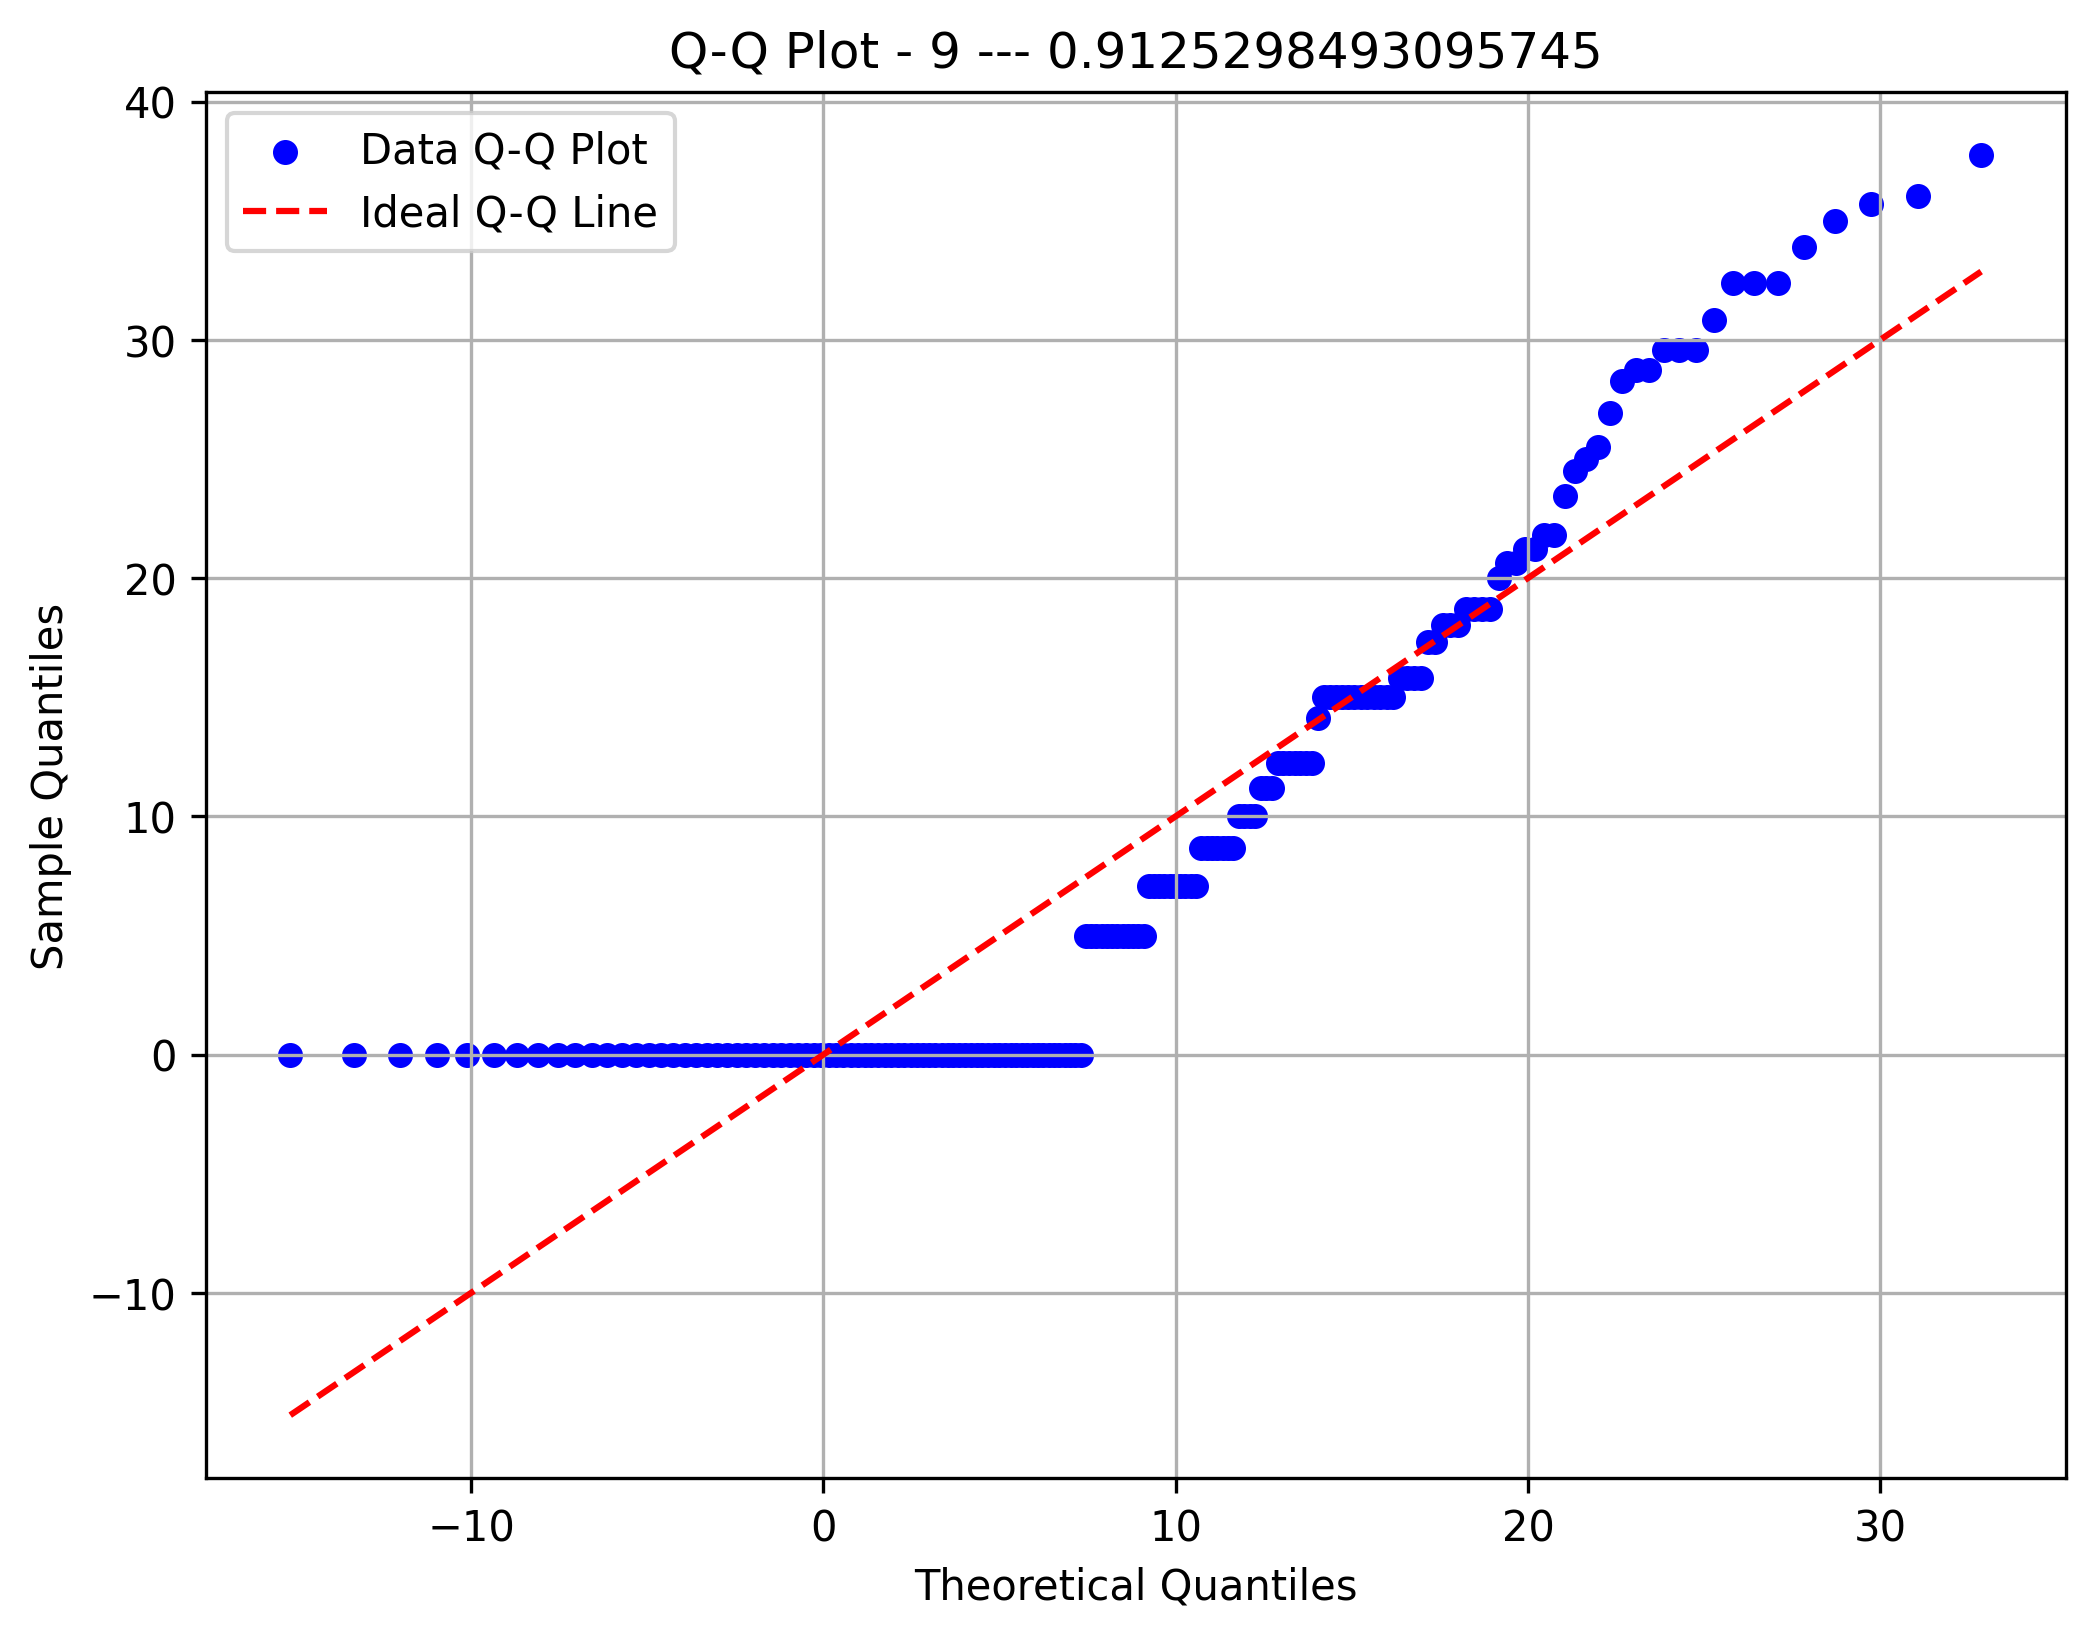 Q-Q Plot - 9 --- 0.9125298493095745
Data Q-Q Plot
Ideal Q-Q Line
40
30
20
10
0
−10
Sample Quantiles
−10 0 10 20 30
Theoretical Quantiles